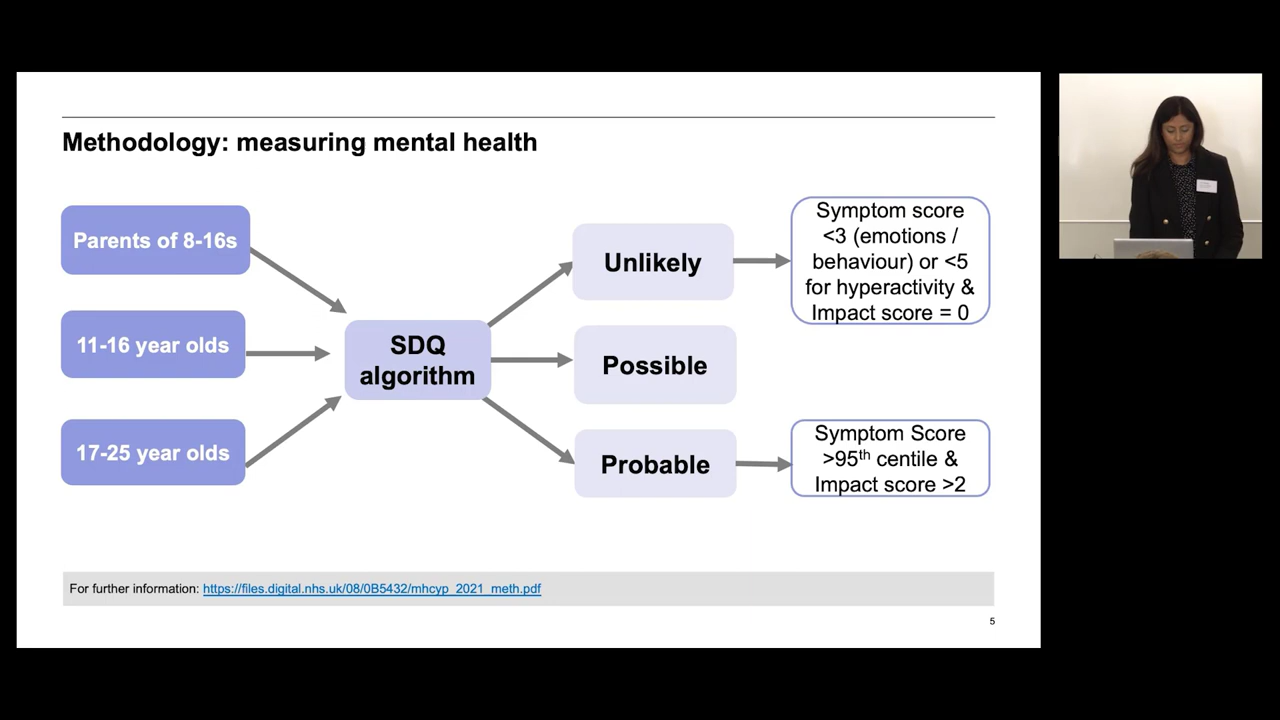 Methodology: measuring mental health
Parents of 8-16s
11-16 year olds
17-25 year olds
SDQ
algorithm
Unlikely
Possible
Probable
Symptom score
<3 (emotions /
behaviour) or <5
for hyperactivity &
Impact score = 0
Symptom Score
>95th centile &
Impact score >2
For further information: https://files.digital.nhs.uk/08/0B5432/mhcyp_2021_meth.pdf
5